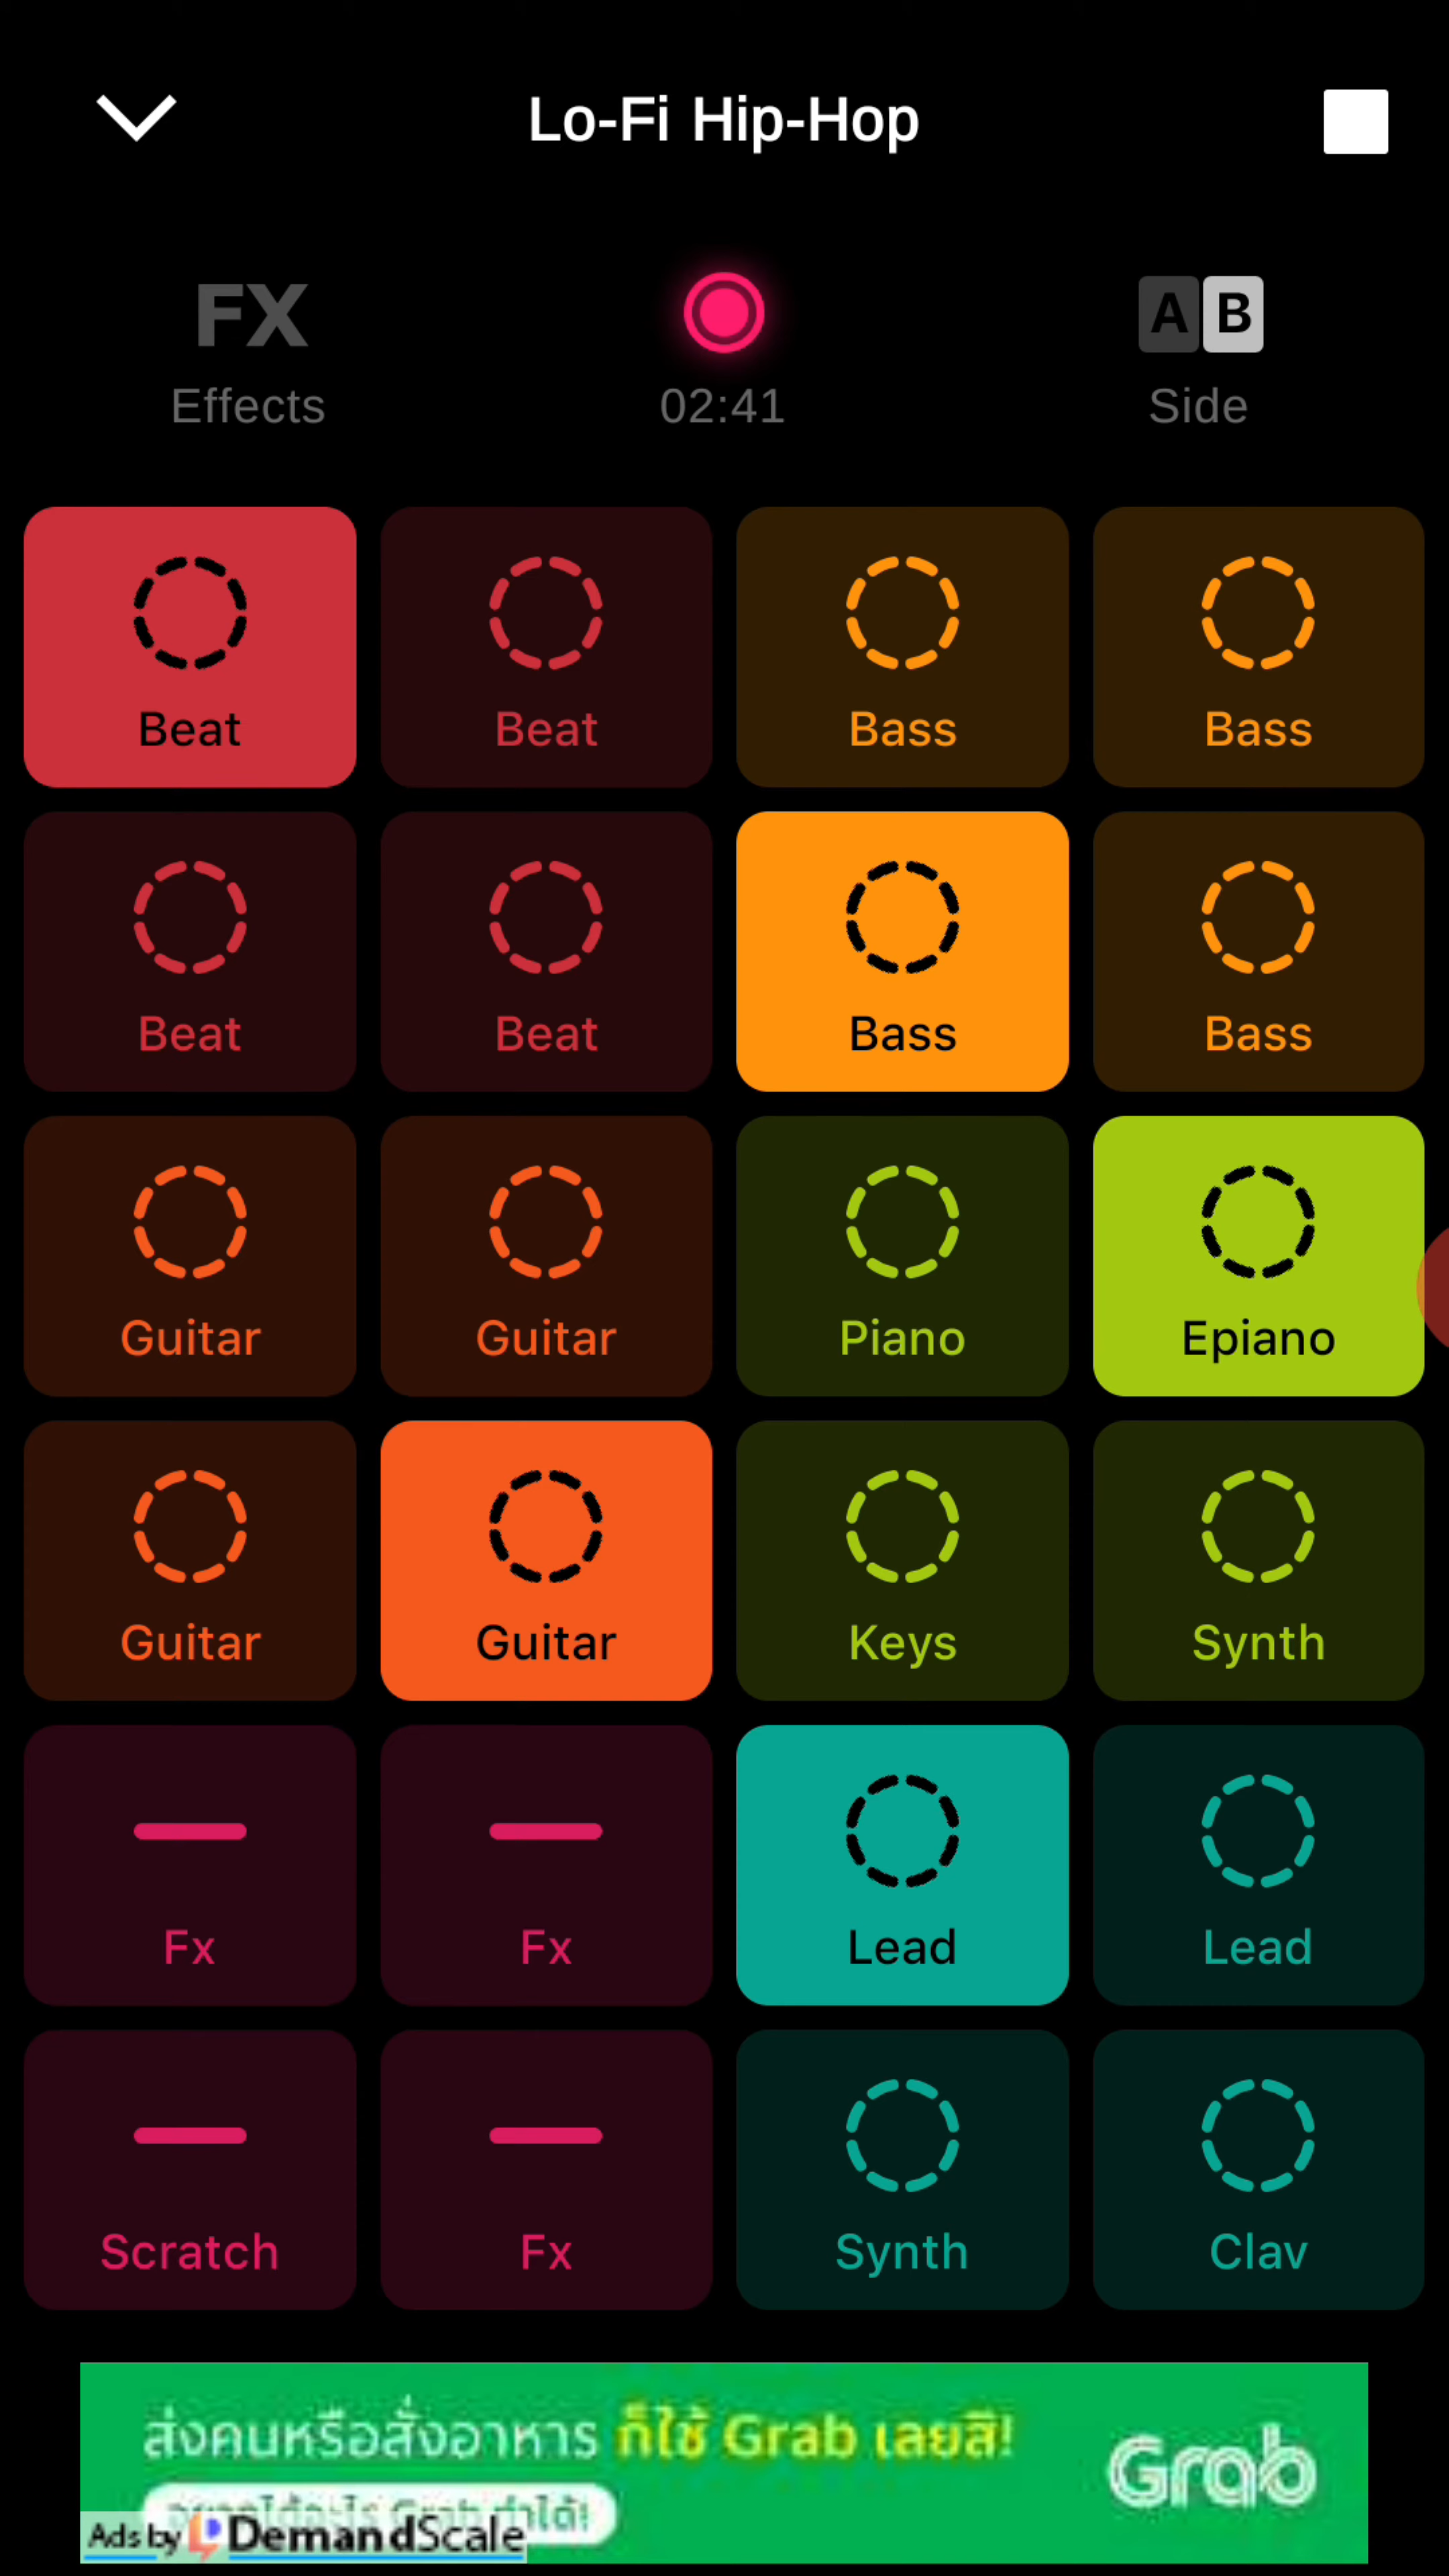 Lo-Fi Hip-Hop
FX
A B
Effects
02:41
Side
Beat
Beat
Bass
Bass
Beat
Beat
Bass
Bass
Guitar
Guitar
Piano
Epiano
Guitar
Guitar
Keys
Synth
Fx
Fx
Lead
Lead
Scratch
Fx
Synth
Clav
ส่งคนหรือสั่งอาหาร ก็ใช้ Grab เลยสิ!
Grab
Ads by DemandScale